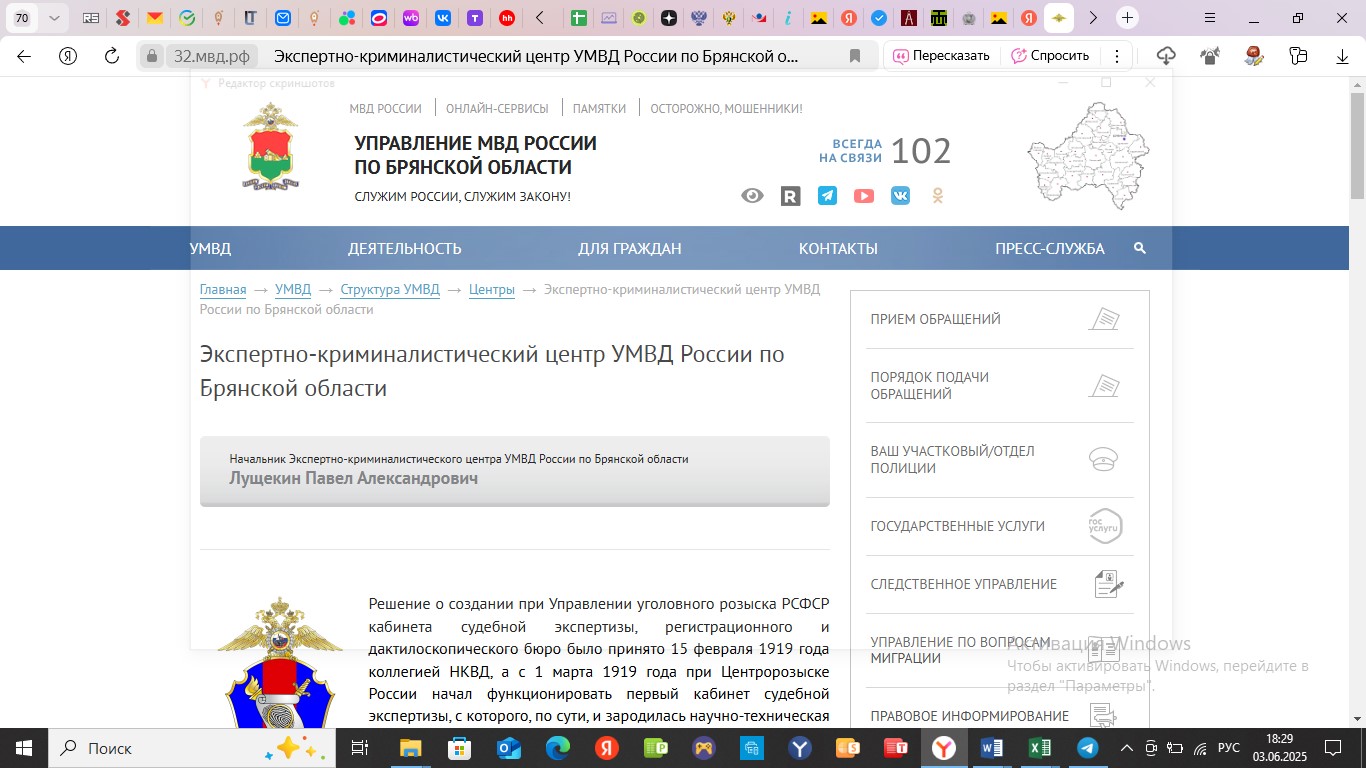 70
32.мвд.рф
Экспертно-криминалистический центр УМВД России по Брянской о...
Пересказать
Спросить
Редактор скриншотов
МВД РОССИИ
ОНЛАЙН-СЕРВИСЫ
ПАМЯТКИ
ОСТОРОЖНО, МОШЕННИКИ!
УПРАВЛЕНИЕ МВД РОССИИ
ПО БРЯНСКОЙ ОБЛАСТИ
СЛУЖИМ РОССИИ, СЛУЖИМ ЗАКОНУ!
ВСЕГДА
НА СВЯЗИ
102
УМВД
ДЕЯТЕЛЬНОСТЬ
ДЛЯ ГРАЖДАН
КОНТАКТЫ
ПРЕСС-СЛУЖБА
Главная → УМВД → Структура УМВД → Центры → Экспертно-криминалистический центр УМВД
России по Брянской области
Экспертно-криминалистический центр УМВД России по
Брянской области
Начальник Экспертно-криминалистического центра УМВД России по Брянской области
Лущекин Павел Александрович
Решение о создании при Управлении уголовного розыска РСФСР
кабинета судебной экспертизы, регистрационного и
дактилоскопического бюро было принято 15 февраля 1919 года
коллегией НКВД, а с 1 марта 1919 года при Центророзыске
России начал функционировать первый кабинет судебной
экспертизы, с которого, по сути, и зародилась научно-техническая
ПРИЕМ ОБРАЩЕНИЙ
ПОРЯДОК ПОДАЧИ
ОБРАЩЕНИЙ
ВАШ УЧАСТКОВЫЙ/ОТДЕЛ
ПОЛИЦИИ
ГОСУДАРСТВЕННЫЕ УСЛУГИ
гос
услуги
СЛЕДСТВЕННОЕ УПРАВЛЕНИЕ
УПРАВЛЕНИЕ ПО ВОПРОСАМ
МИГРАЦИИ
ПРАВОВОЕ ИНФОРМИРОВАНИЕ
Активация Windows
Чтобы активировать Windows, перейдите в
раздел "Параметры".
Поиск
РУС
18:29
03.06.2025